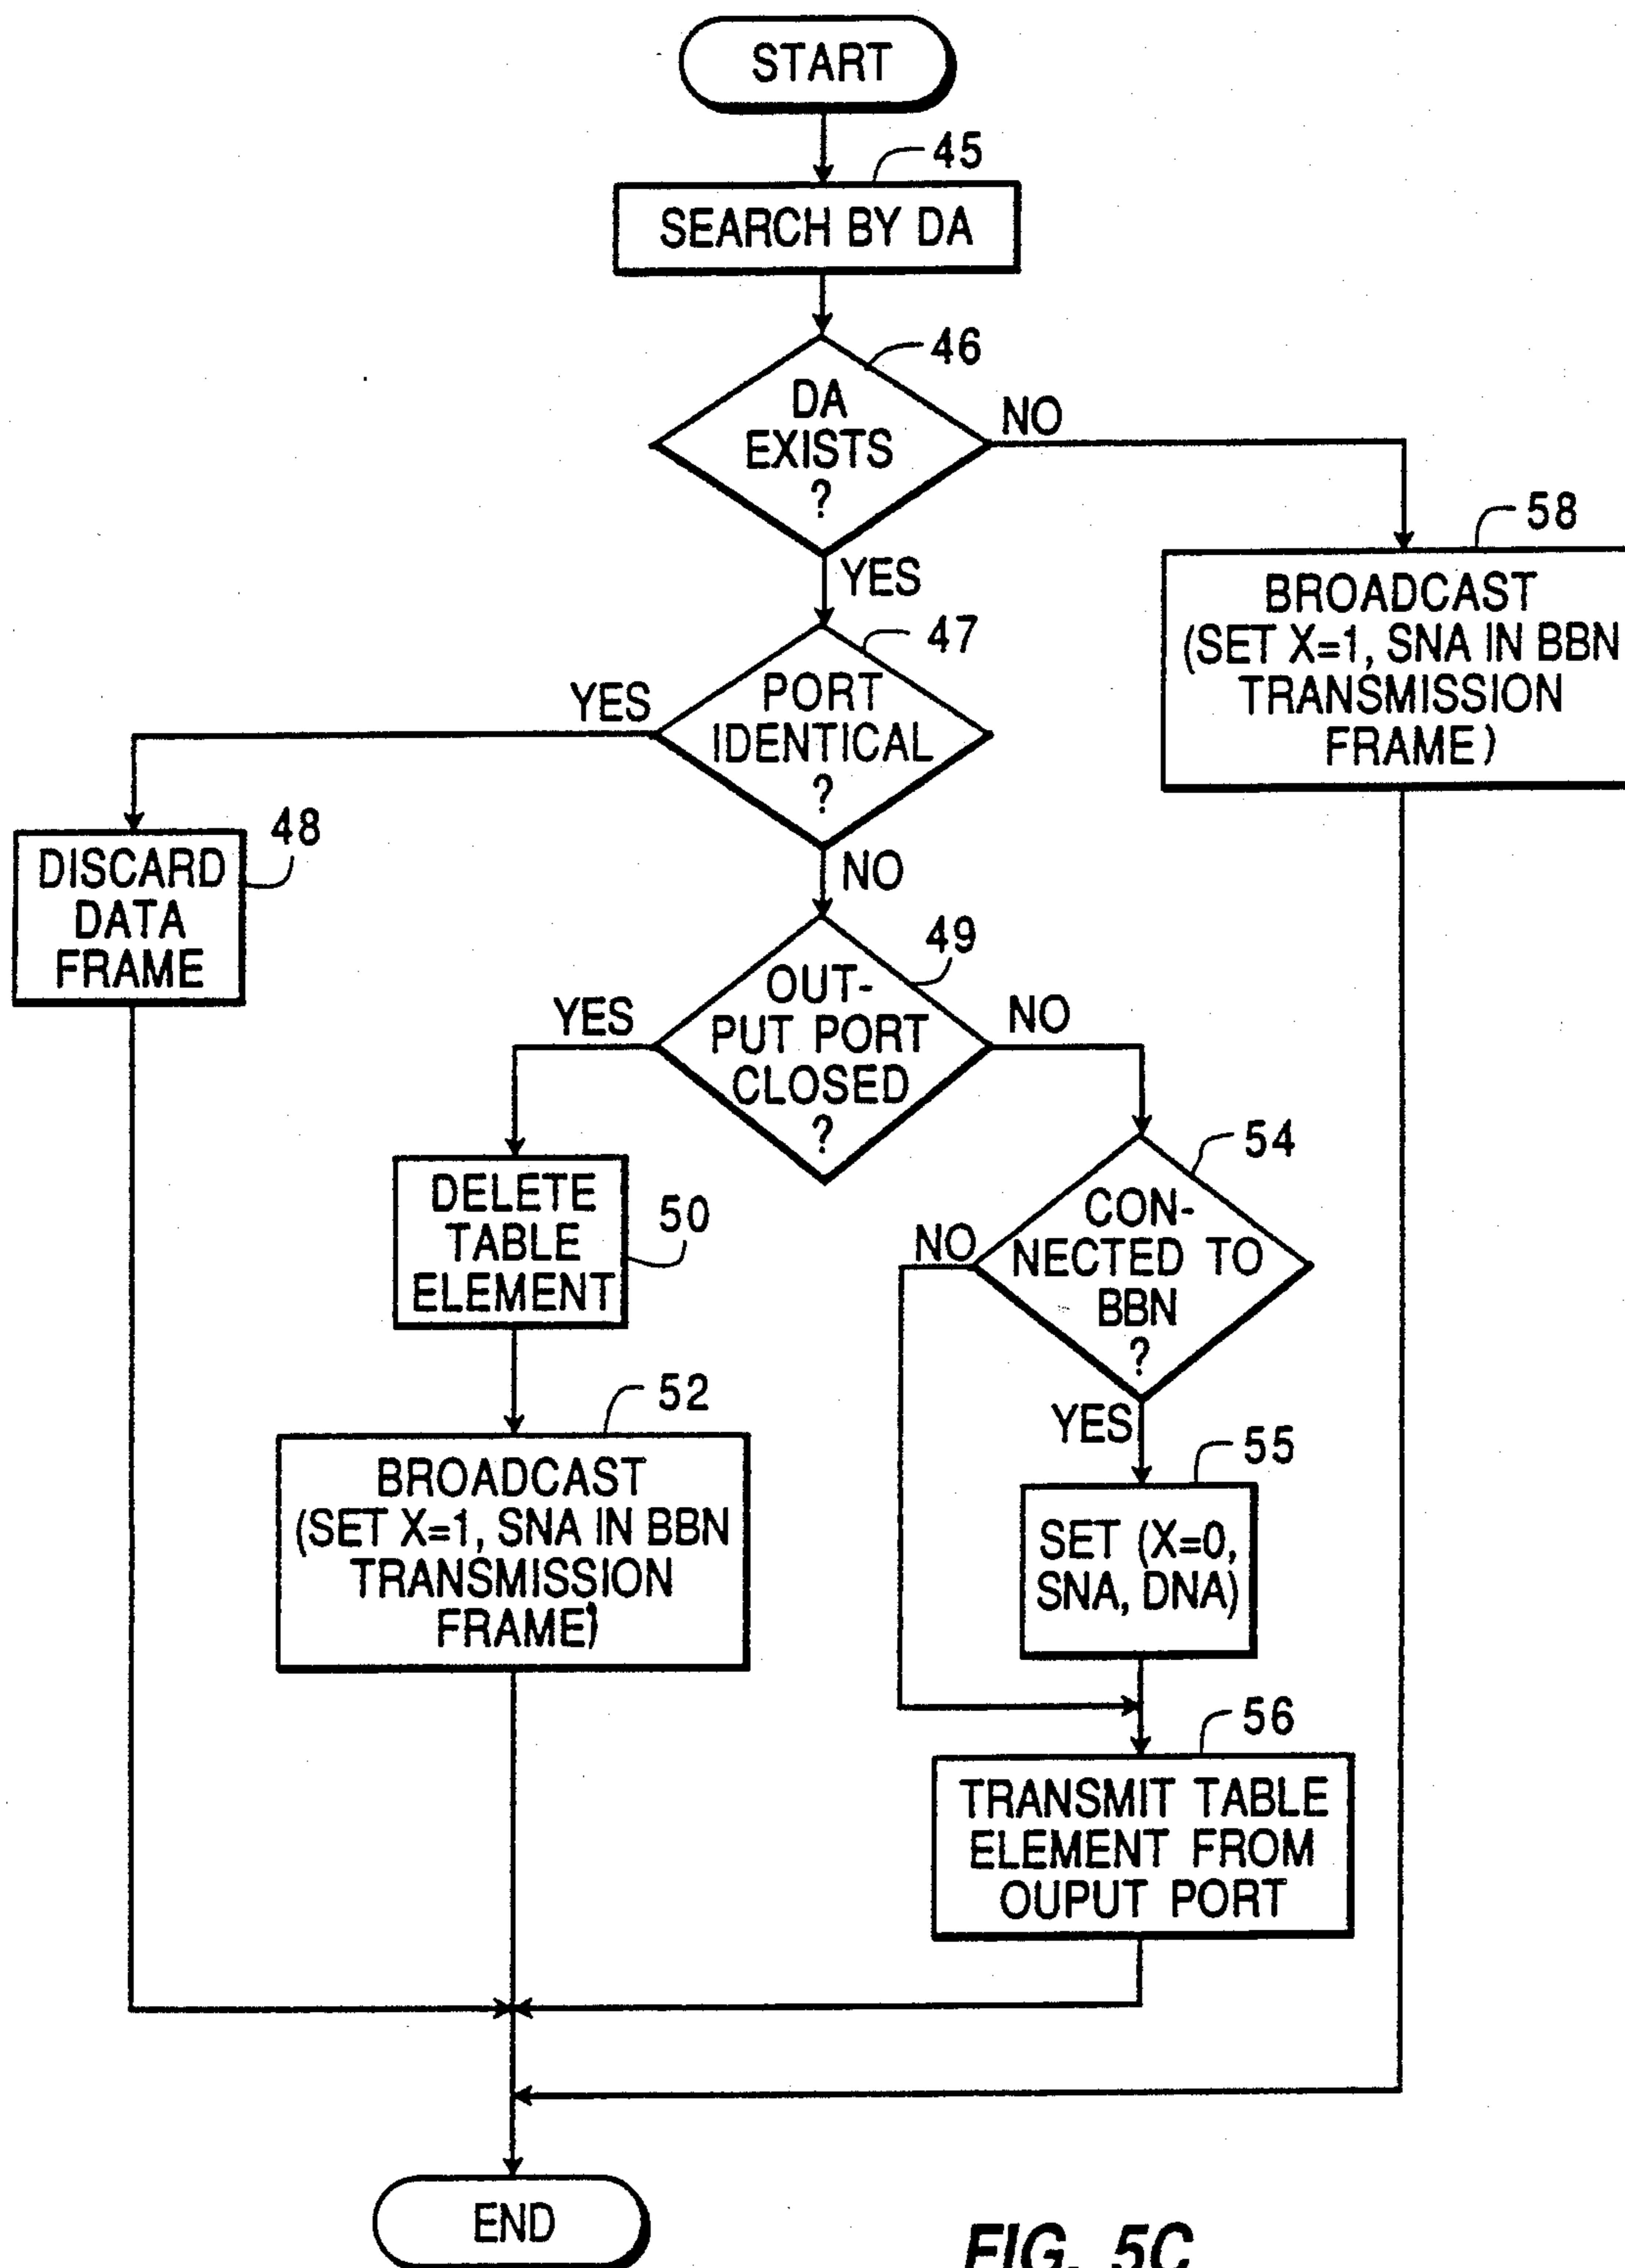 START
45
SEARCH BY DA
46
DA
EXISTS
?
NO
YES
58
BROADCAST
(SET X=1, SNA IN BBN
TRANSMISSION
FRAME)
47
PORT
IDENTICAL
?
YES
NO
48
DISCARD
DATA
FRAME
49
OUT-
PUT PORT
CLOSED
?
YES
NO
50
DELETE
TABLE
ELEMENT
54
CON-
NECTED TO
BBN
?
NO
YES
52
BROADCAST
(SET X=1, SNA IN BBN
TRANSMISSION
FRAME)
55
SET (X=0,
SNA, DNA)
56
TRANSMIT TABLE
ELEMENT FROM
OUPUT PORT
END
FIG. 5C